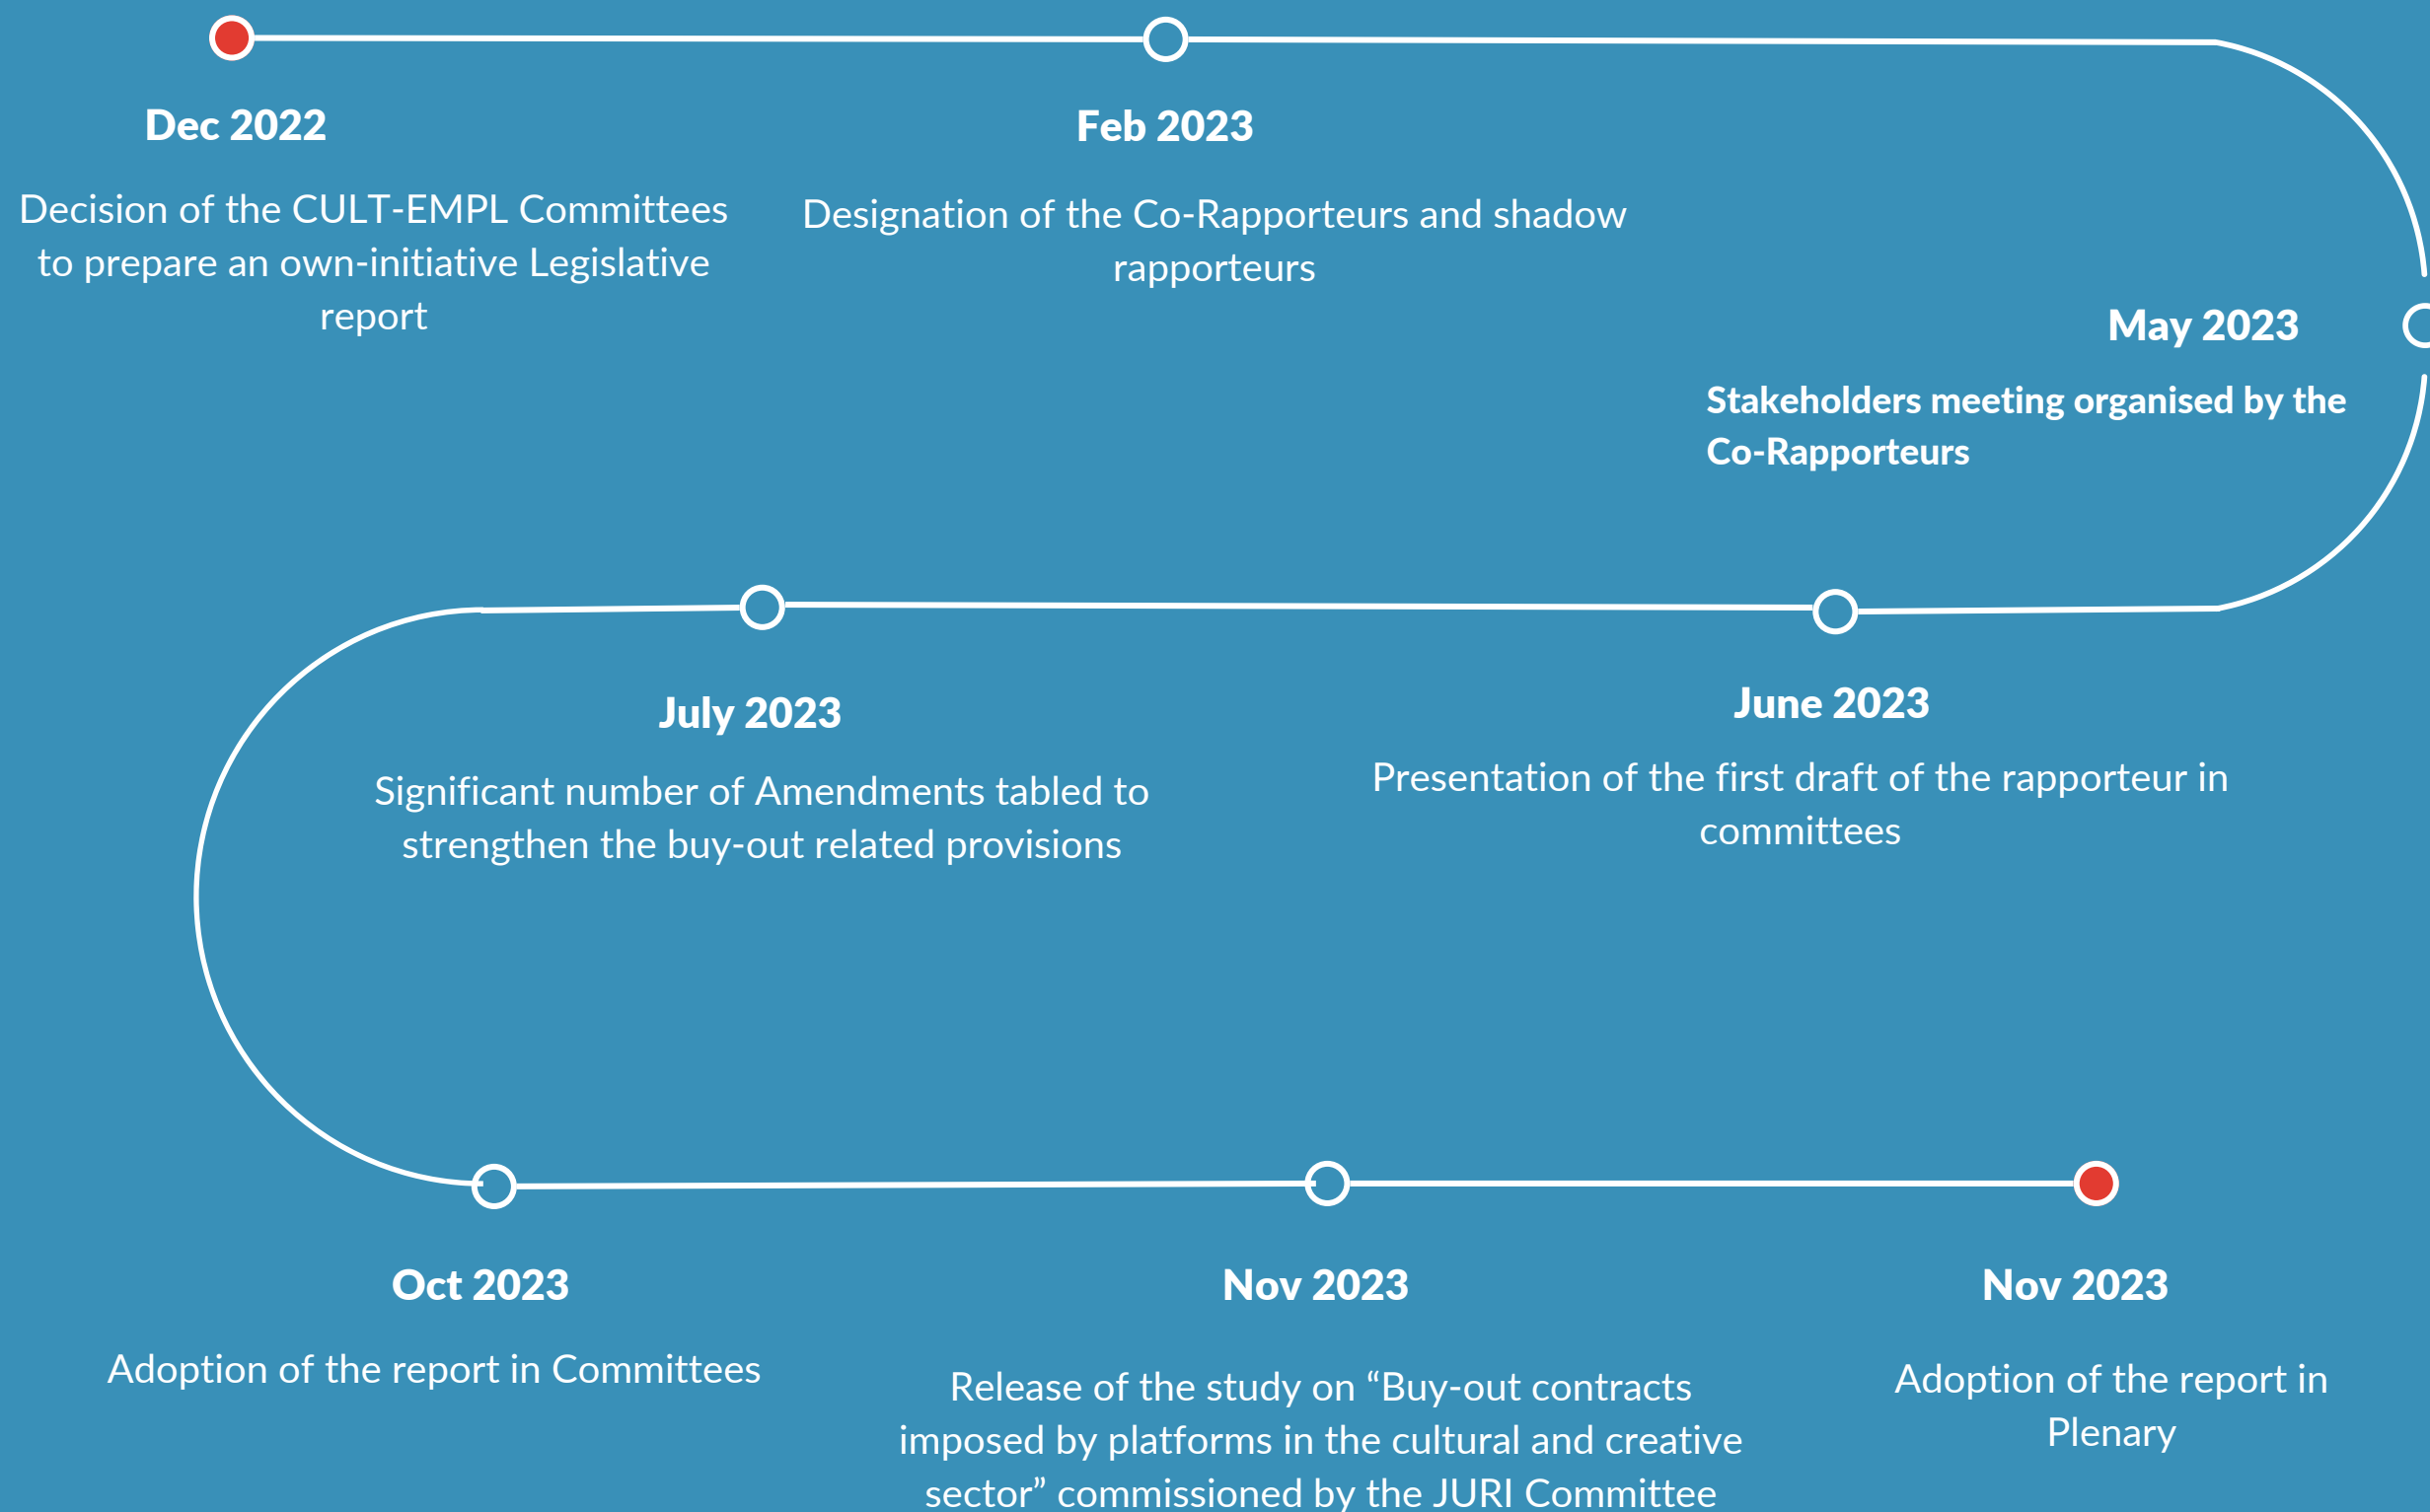 Dec 2022
Decision of the CULT-EMPL Committees
to prepare an own-initiative Legislative
report
Feb 2023
Designation of the Co-Rapporteurs and shadow
rapporteurs
May 2023
Stakeholders meeting organised by the
Co-Rapporteurs
June 2023
Presentation of the first draft of the rapporteur in
committees
July 2023
Significant number of Amendments tabled to
strengthen the buy-out related provisions
Oct 2023
Adoption of the report in Committees
Nov 2023
Release of the study on “Buy-out contracts
imposed by platforms in the cultural and creative
sector” commissioned by the JURI Committee
Nov 2023
Adoption of the report in
Plenary